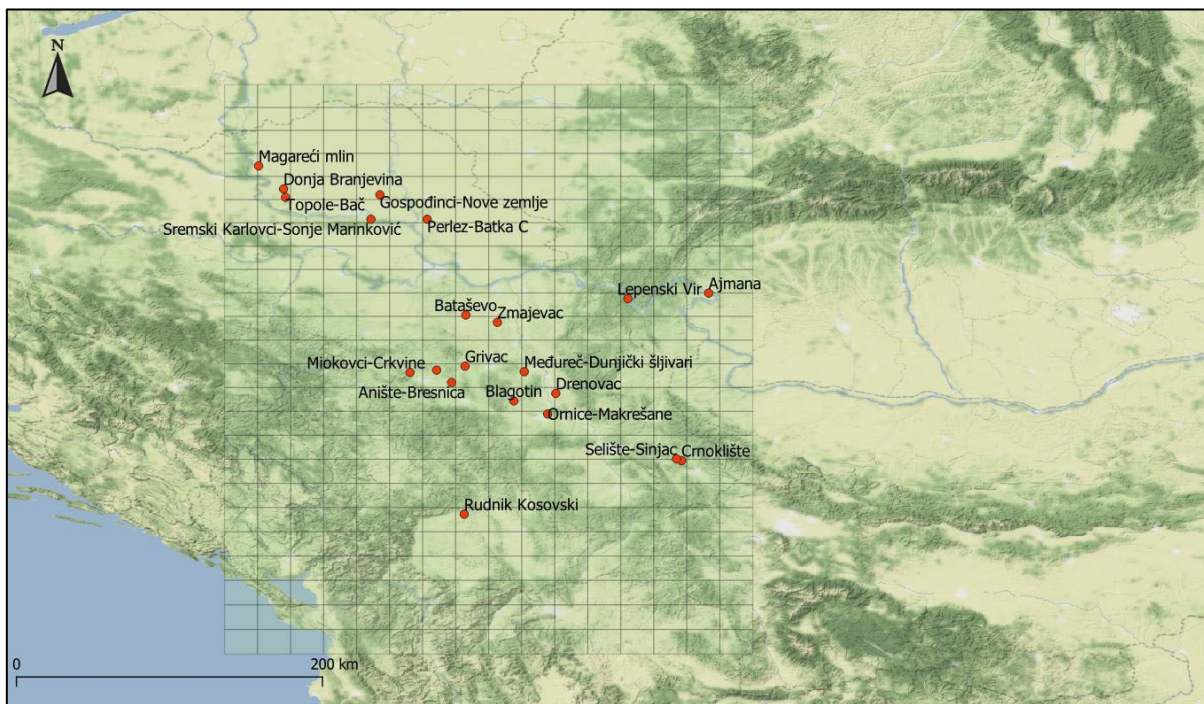 N
Magareći mlin
Donja Branjevina
Topole-Bač
Gospođinci-Nove zemlje
Sremski Karlovci-Sonje Marinković
Perlez-Batka C
Lepenski Vir
Ajmana
Bataševo
Zmajevac
Miokovci-Crkvine
Grivac
Međureč-Dunjički šljivari
Anište-Bresnica
Blagotin
Drenovac
Ornice-Makrešane
Selište-Sinjac
Crnoklište
Rudnik Kosovski
0
200 km